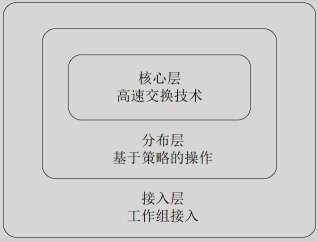 核心层
高速交换技术
分布层
基于策略的操作
接入层
工作组接入